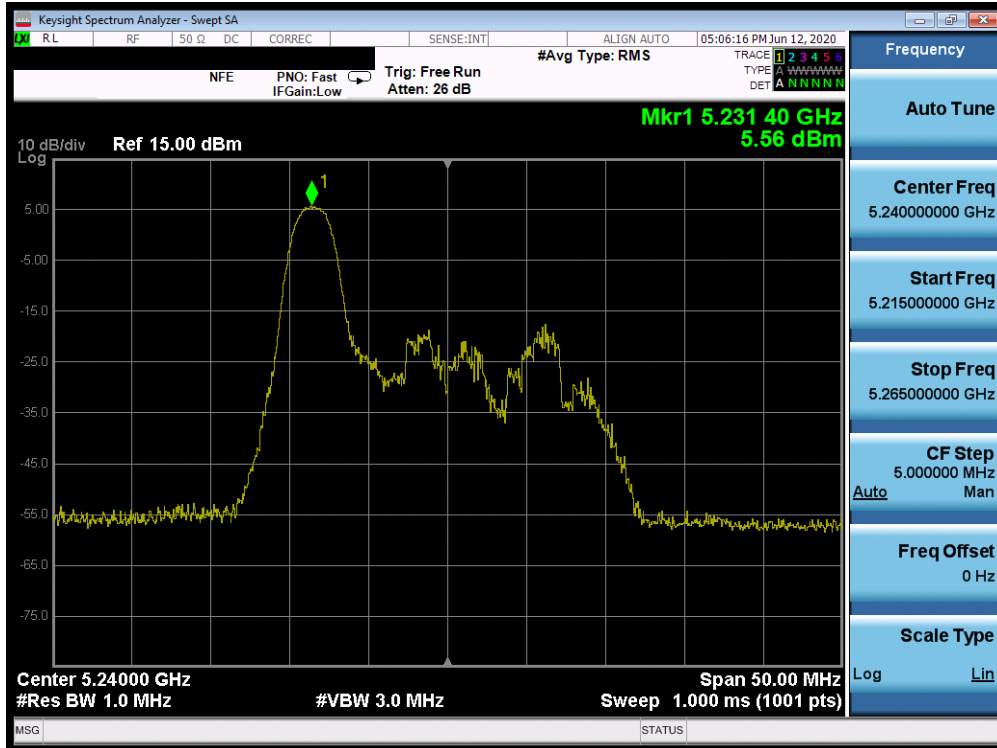 Keysight Spectrum Analyzer - Swept SA
LXI RL RF 50 Ω DC CORREC SENSE:INT ALIGN AUTO 05:06:16 PM Jun 12, 2020
#Avg Type: RMS TRACE 1 2 3 4 5 6
NFE PNO: Fast Trig: Free Run TYPE A WWWWW
IFGain:Low Atten: 26 dB DET A N N N N N
Mkr1 5.231 40 GHz
5.56 dBm
10 dB/div Ref 15.00 dBm
Log
1
5.00
-5.00
-15.0
-25.0
-35.0
-45.0
-55.0
-65.0
-75.0
Center 5.24000 GHz Span 50.00 MHz
#Res BW 1.0 MHz #VBW 3.0 MHz Sweep 1.000 ms (1001 pts)
MSG STATUS
Frequency
Auto Tune
Center Freq
5.240000000 GHz
Start Freq
5.215000000 GHz
Stop Freq
5.265000000 GHz
CF Step
5.000000 MHz
Auto Man
Freq Offset
0 Hz
Scale Type
Log Lin